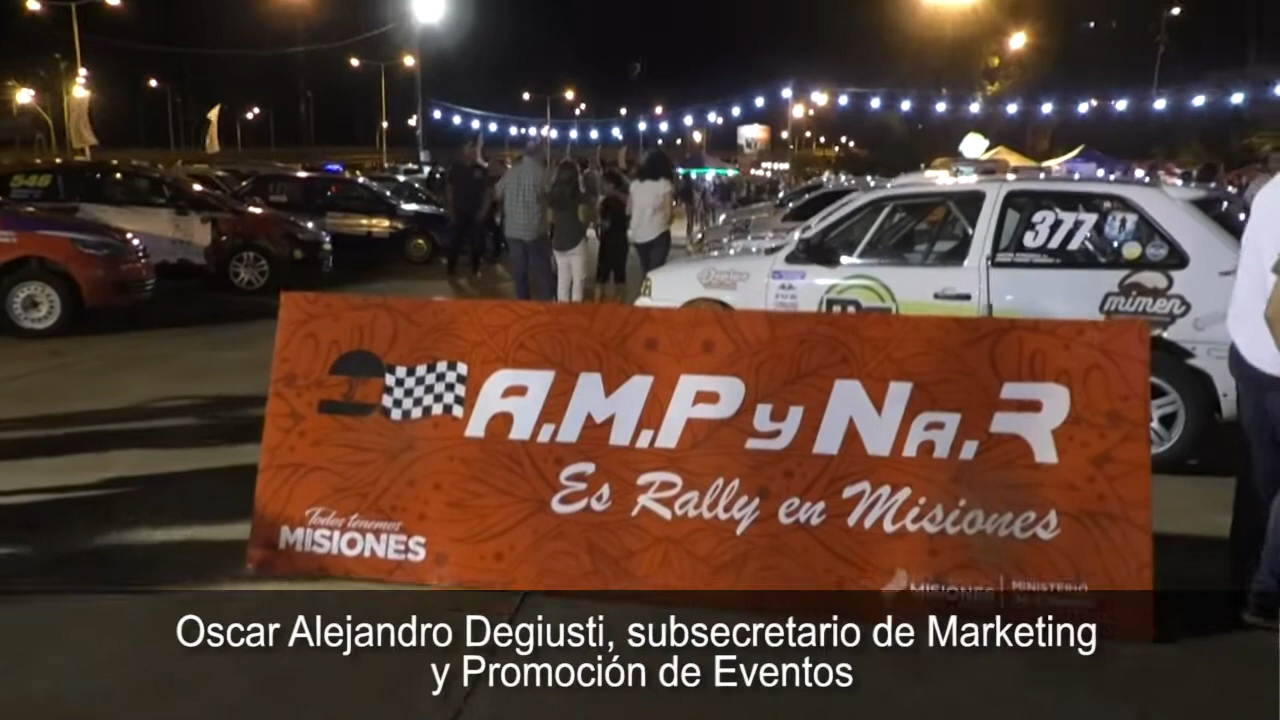 546
377
mimen
A.M.P y Na.R
Es Rally en Misiones
Todos tenemos
MISIONES
MISIONES | MINISTERIO
Oscar Alejandro Degiusti, subsecretario de Marketing
y Promoción de Eventos